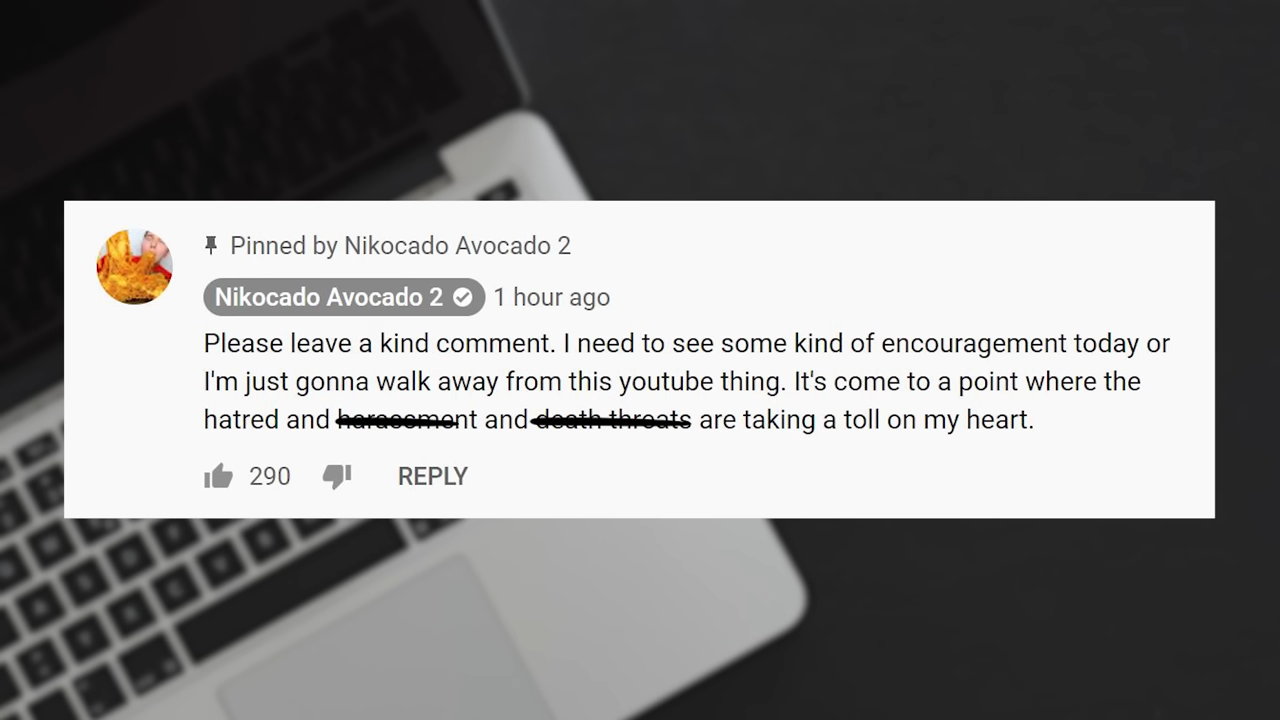 Pinned by Nikocado Avocado 2
Nikocado Avocado 2 1 hour ago
Please leave a kind comment. I need to see some kind of encouragement today or
I'm just gonna walk away from this youtube thing. It's come to a point where the
hatred and harassment and death threats are taking a toll on my heart.
290 REPLY